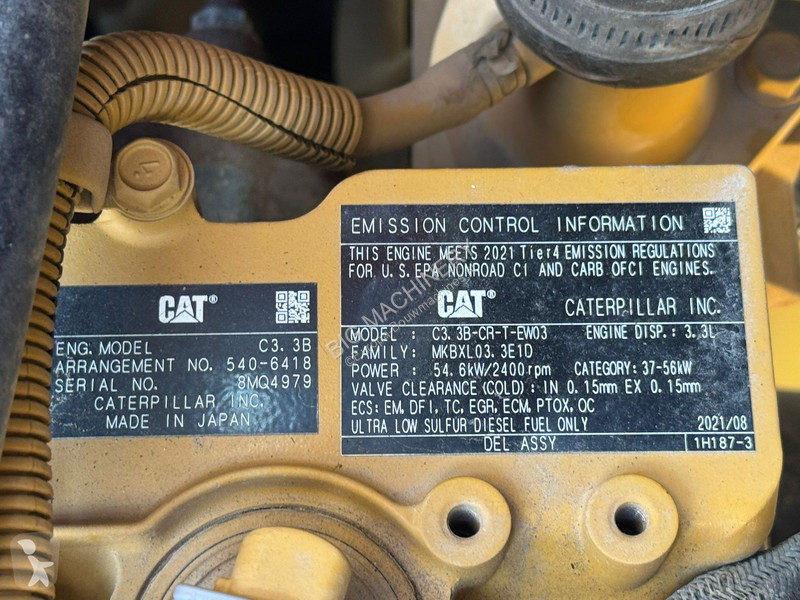 CAT®
ENG. MODEL C3. 3B
ARRANGEMENT NO. 540-6418
SERIAL NO. 8MQ4979
CATERPILLAR INC.
MADE IN JAPAN
EMISSION CONTROL INFORMATION
THIS ENGINE MEETS 2021 Tier4 EMISSION REGULATIONS
FOR U.S. EPA NONROAD CI AND CARB OFCI ENGINES.
CAT® CATERPILLAR INC.
MODEL : C3. 3B-CR-T-EW03 ENGINE DISP.: 3. 3L
FAMILY: MKBXL03. 3E1D
POWER : 54. 6kW/2400 rpm CATEGORY: 37-56kW
VALVE CLEARANCE (COLD) : IN 0. 15mm EX 0. 15mm
ECS: EM, DFI, TC, EGR, ECM, PTOX, OC
ULTRA LOW SULFUR DIESEL FUEL ONLY 2021/08
DEL ASSY 1H187-3